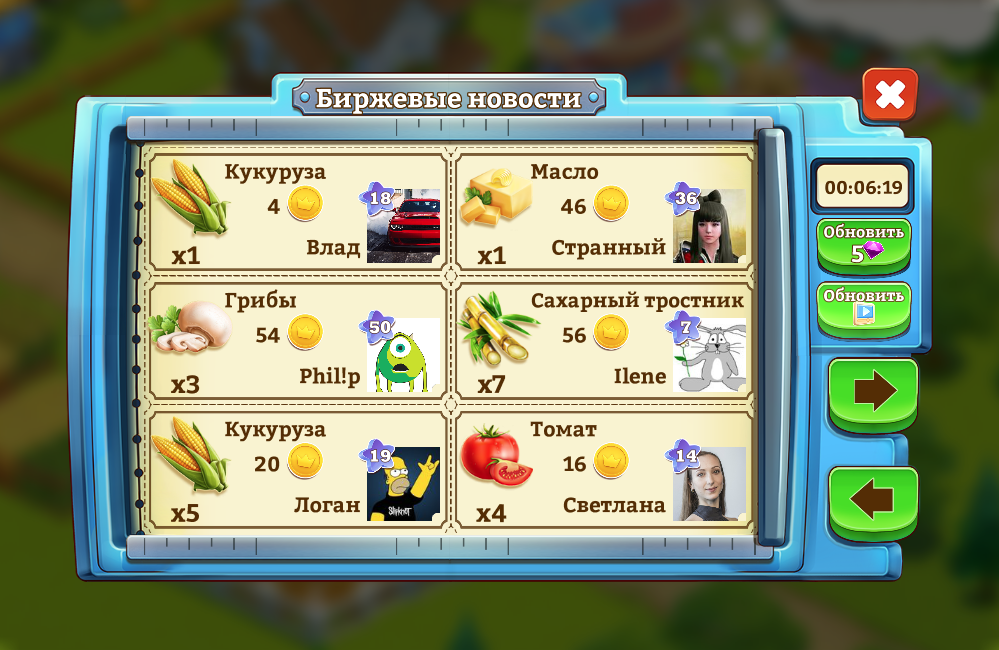 Биржевые новости
Кукуруза
4
18
x1
Влад
Масло
46
36
x1
Странный
Грибы
54
50
x3
Phil!p
Сахарный тростник
56
7
x7
Ilene
Кукуруза
20
19
x5
Логан
Slipknot
Томат
16
14
x4
Светлана
00:06:19
Обновить
5
Обновить